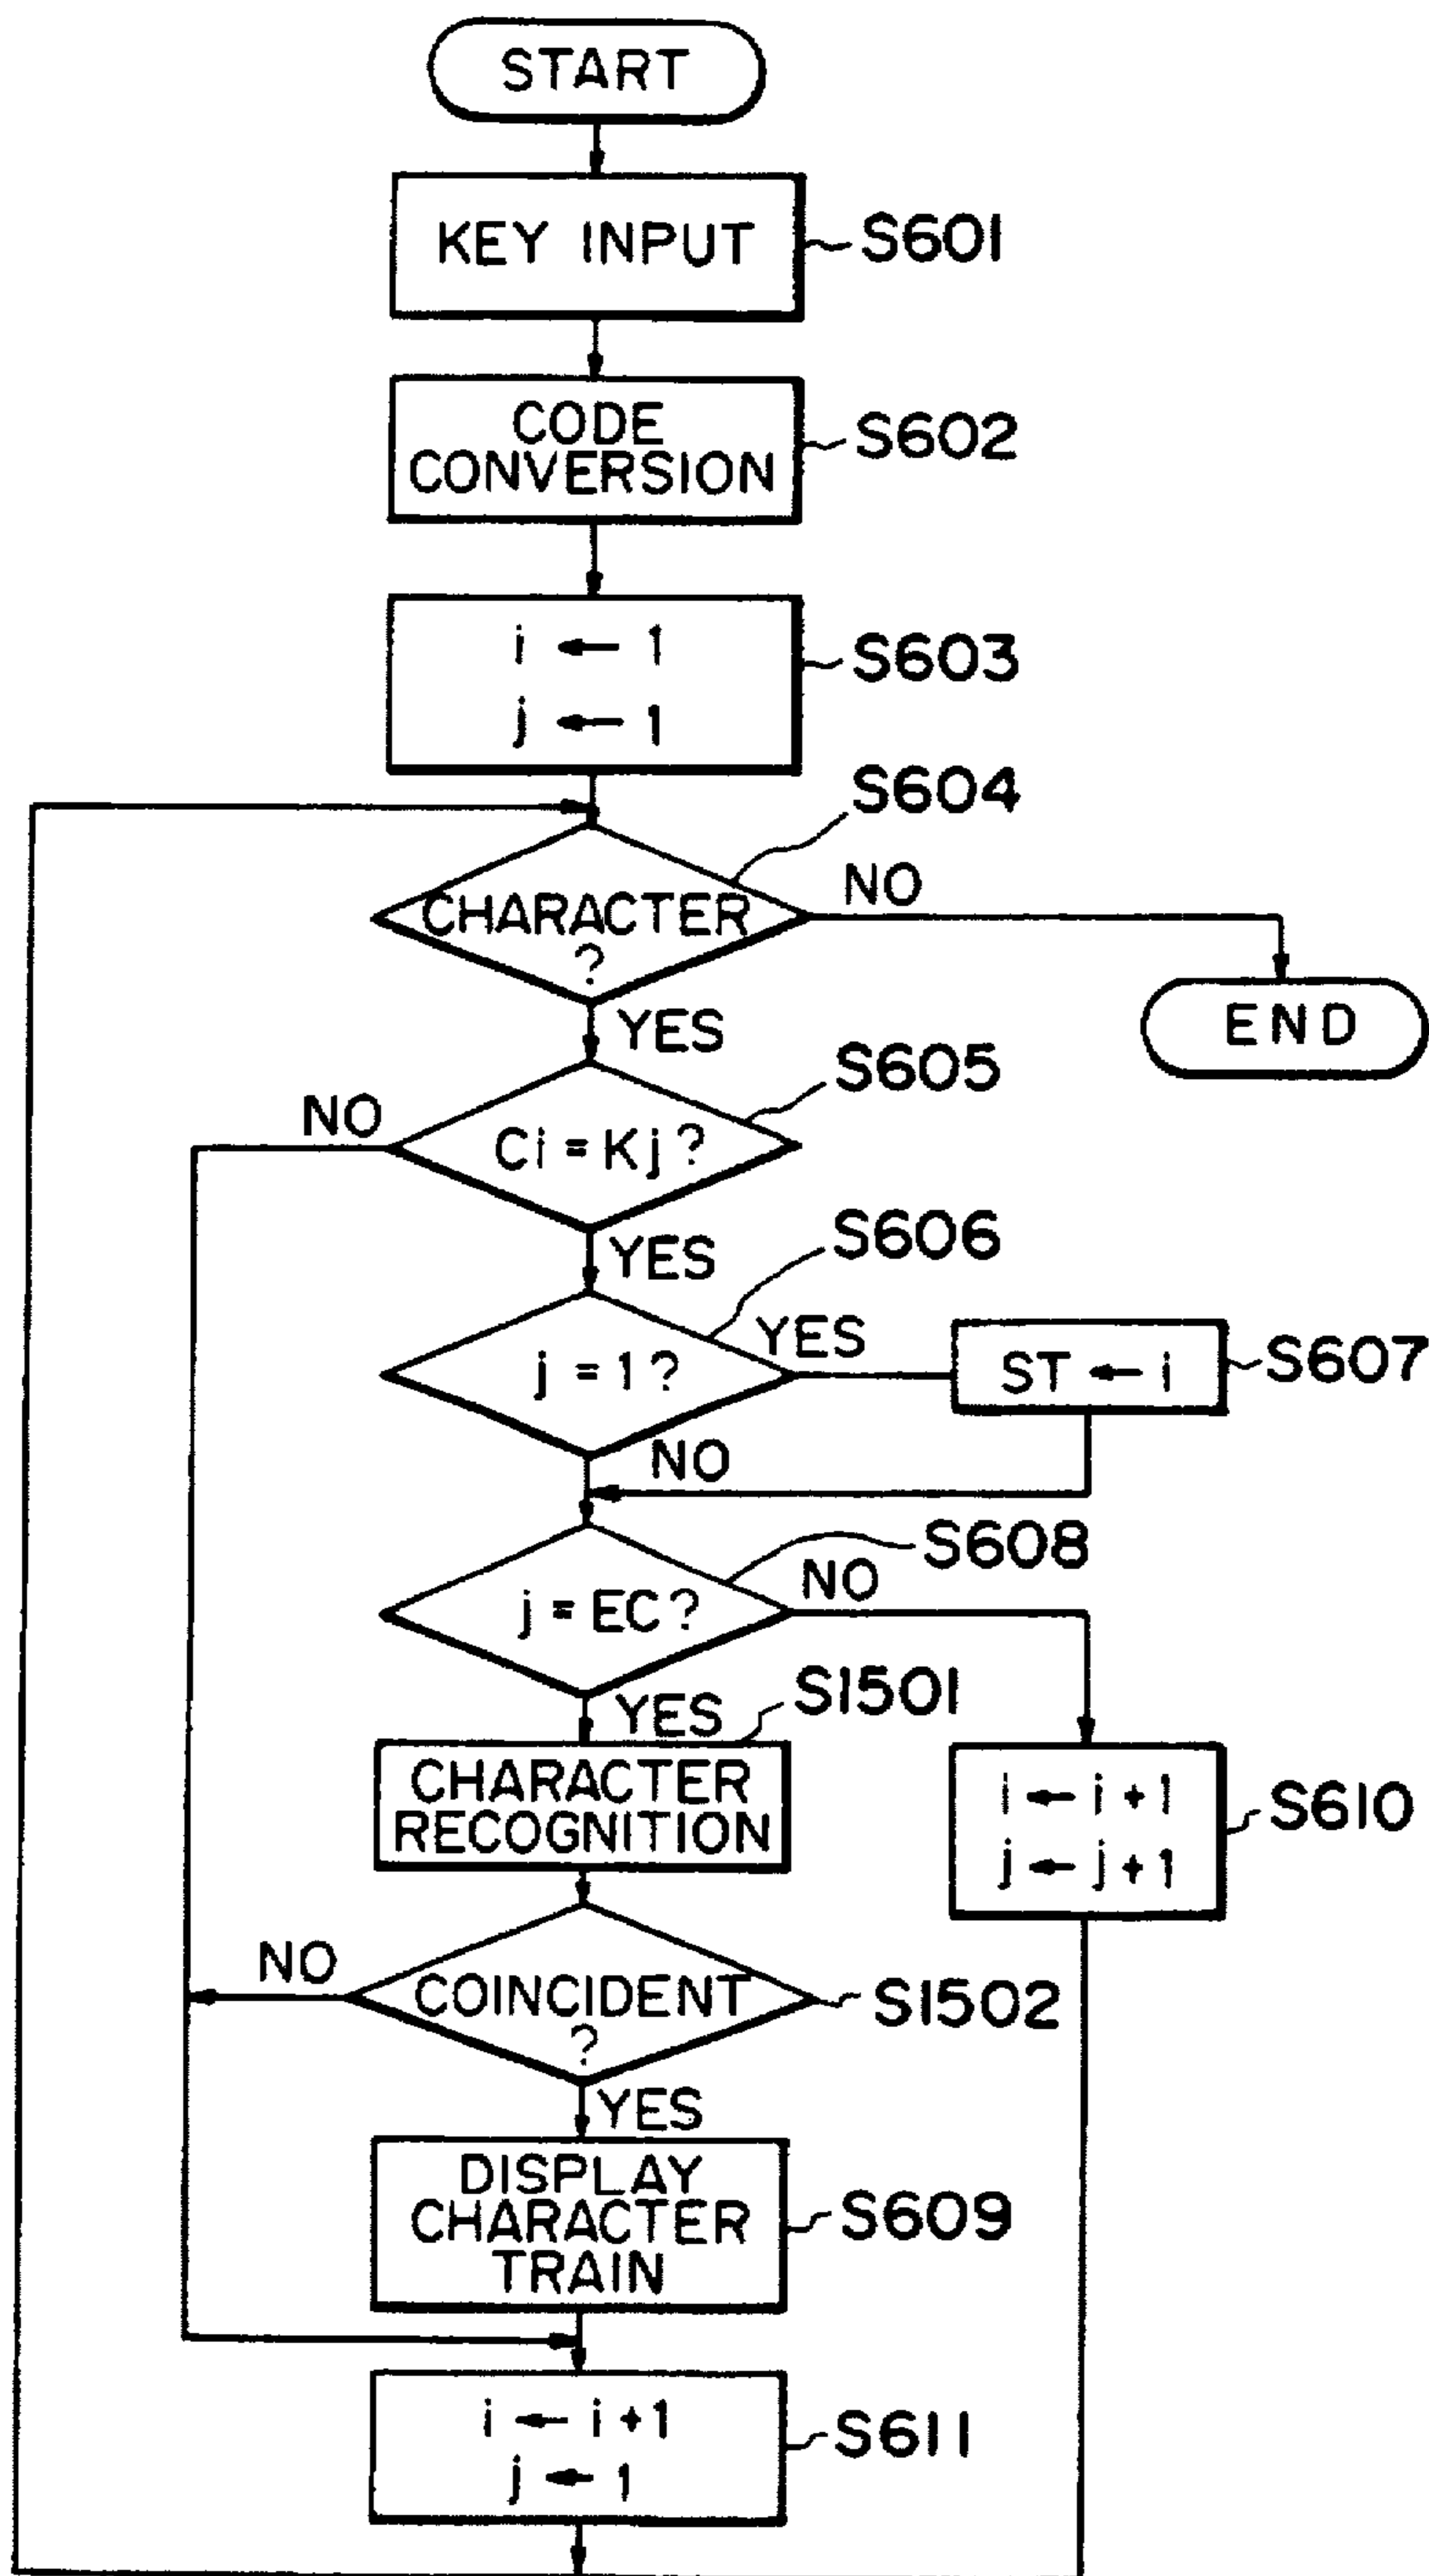 START
KEY INPUT
S601
CODE
CONVERSION
S602
i ← 1
j ← 1
S603
S604
CHARACTER
?
NO
END
YES
S605
NO
Ci = Kj ?
YES
S606
j = 1 ?
YES
ST ← i
S607
NO
S608
j = EC ?
NO
YES
S1501
CHARACTER
RECOGNITION
i ← i + 1
j ← j + 1
S610
NO
COINCIDENT
?
S1502
YES
DISPLAY
CHARACTER
TRAIN
S609
i ← i + 1
j ← 1
S611